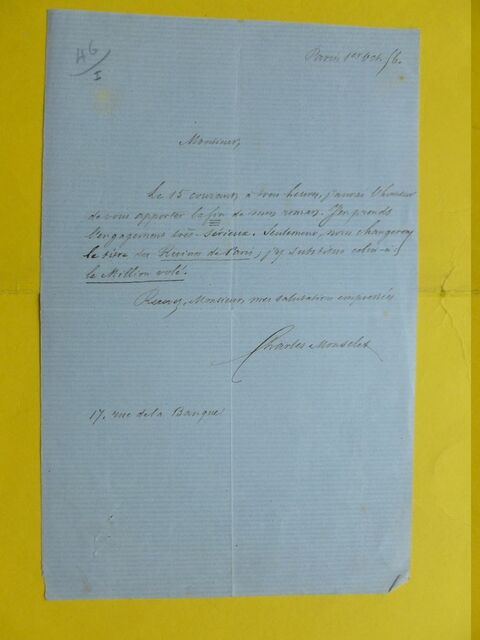 AG
/I
Paris 1er Oct. 56.
Monsieur,
Le 15 courant, à trois heures, j'aurai l'honneur
de vous apporter la fin de mon roman. J'en prends
l'engagement très-sérieux. Seulement, nous changerons
le titre des de Paris; j'y substitue celui-ci:
le Million volé.
Recevez, Monsieur, mes salutations empressées
Charles Monselet
17, rue de la Banque